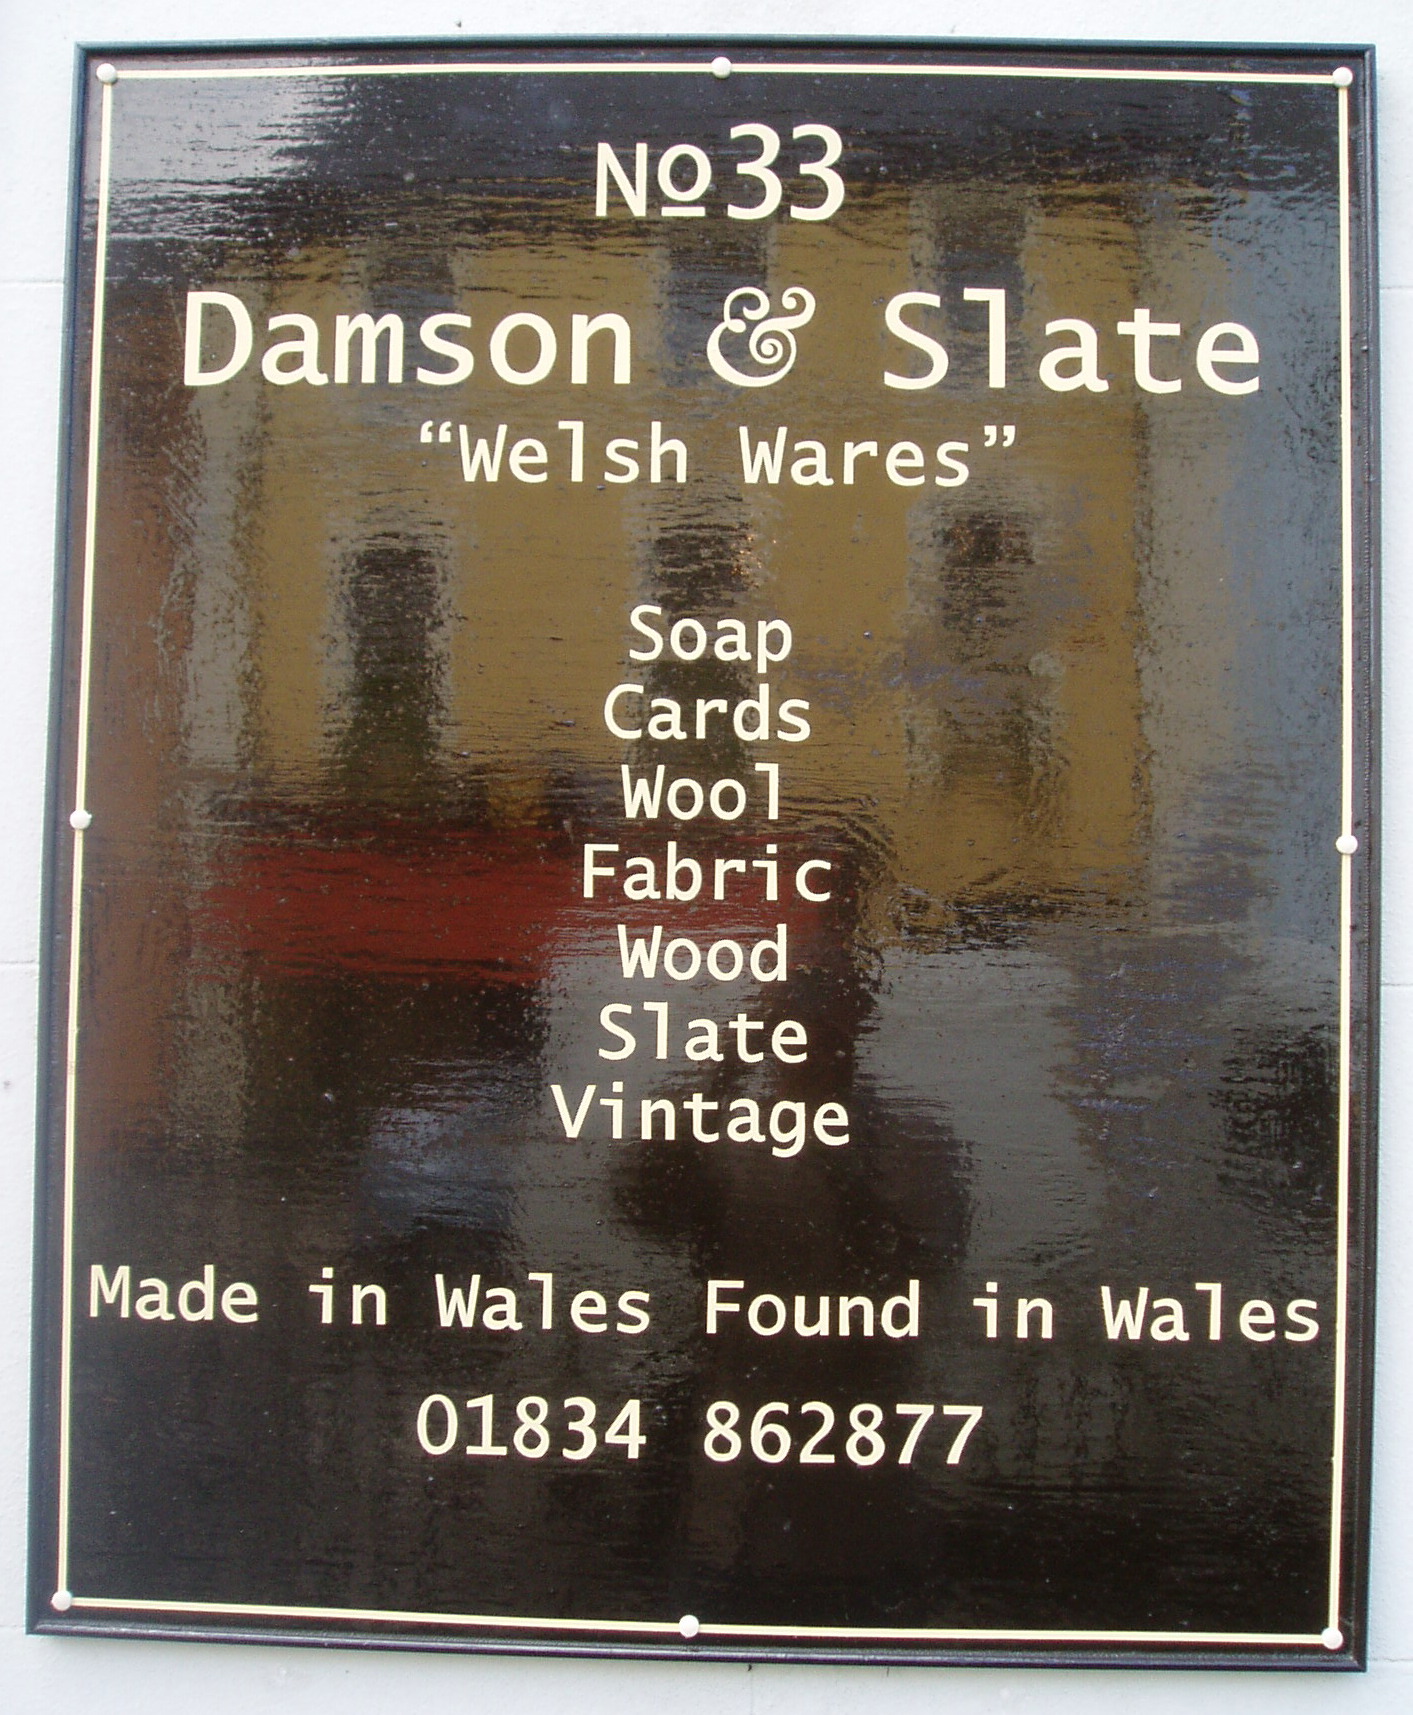 Nº33
Damson & Slate
“Welsh Wares”
Soap
Cards
Wool
Fabric
Wood
Slate
Vintage
Made in Wales Found in Wales
01834 862877